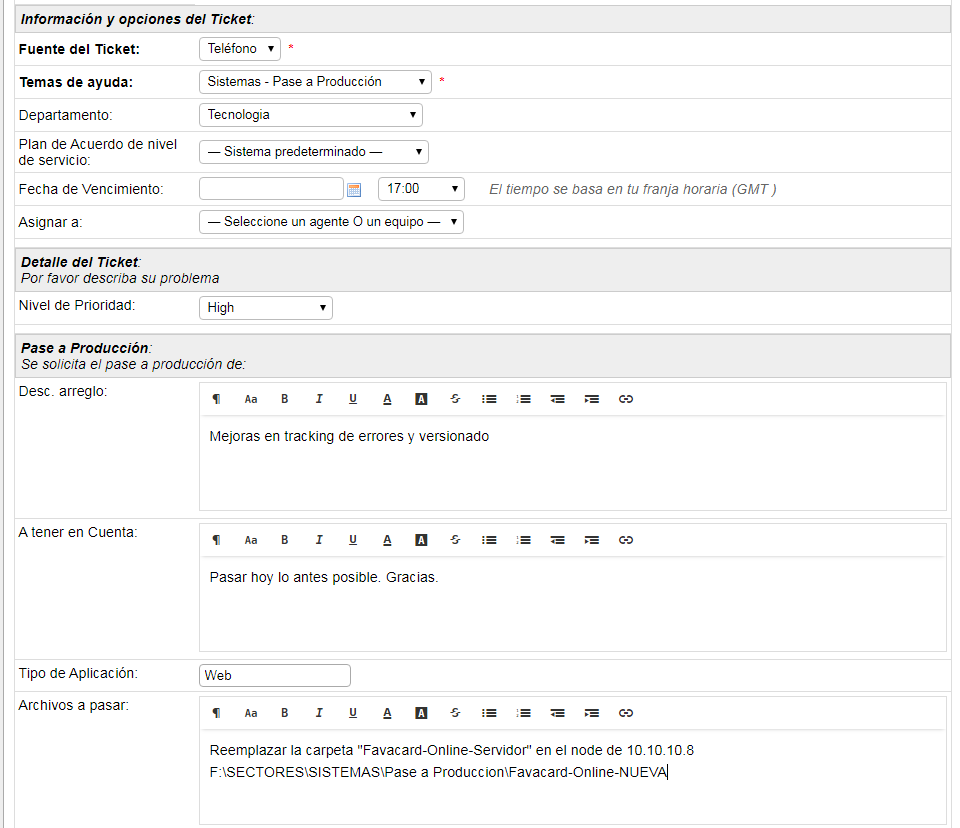 Información y opciones del Ticket:
Fuente del Ticket: Teléfono *
Temas de ayuda: Sistemas - Pase a Producción *
Departamento: Tecnologia
Plan de Acuerdo de nivel
de servicio: — Sistema predeterminado —
Fecha de Vencimiento: 17:00 El tiempo se basa en tu franja horaria (GMT )
Asignar a: — Seleccione un agente O un equipo —
Detalle del Ticket:
Por favor describa su problema
Nivel de Prioridad: High
Pase a Producción:
Se solicita el pase a producción de:
Desc. arreglo:
¶ Aa B I U A A S
Mejoras en tracking de errores y versionado
A tener en Cuenta:
¶ Aa B I U A A S
Pasar hoy lo antes posible. Gracias.
Tipo de Aplicación: Web
Archivos a pasar:
¶ Aa B I U A A S
Reemplazar la carpeta "Favacard-Online-Servidor" en el node de 10.10.10.8
F:\SECTORES\SISTEMAS\Pase a Produccion\Favacard-Online-NUEVA